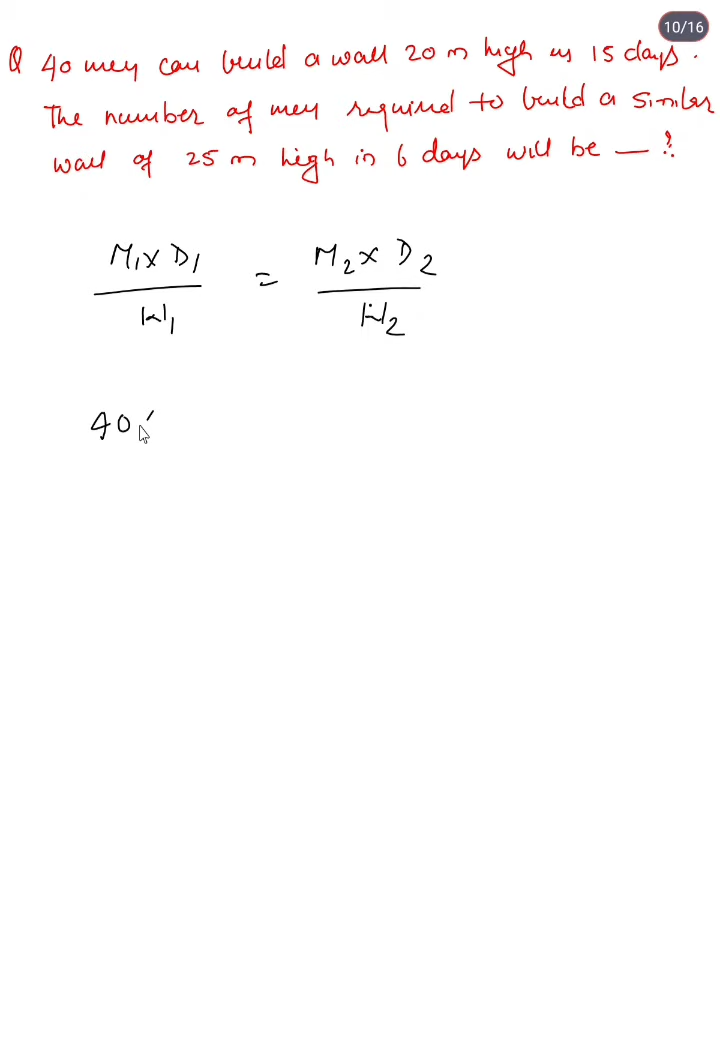 10/16
Q 40 men can build a wall 20 m high in 15 days.
The number of men required to build a similar
wall of 25 m high in 6 days will be — ?
M1 x D1 / W1 = M2 x D2 / W2
40